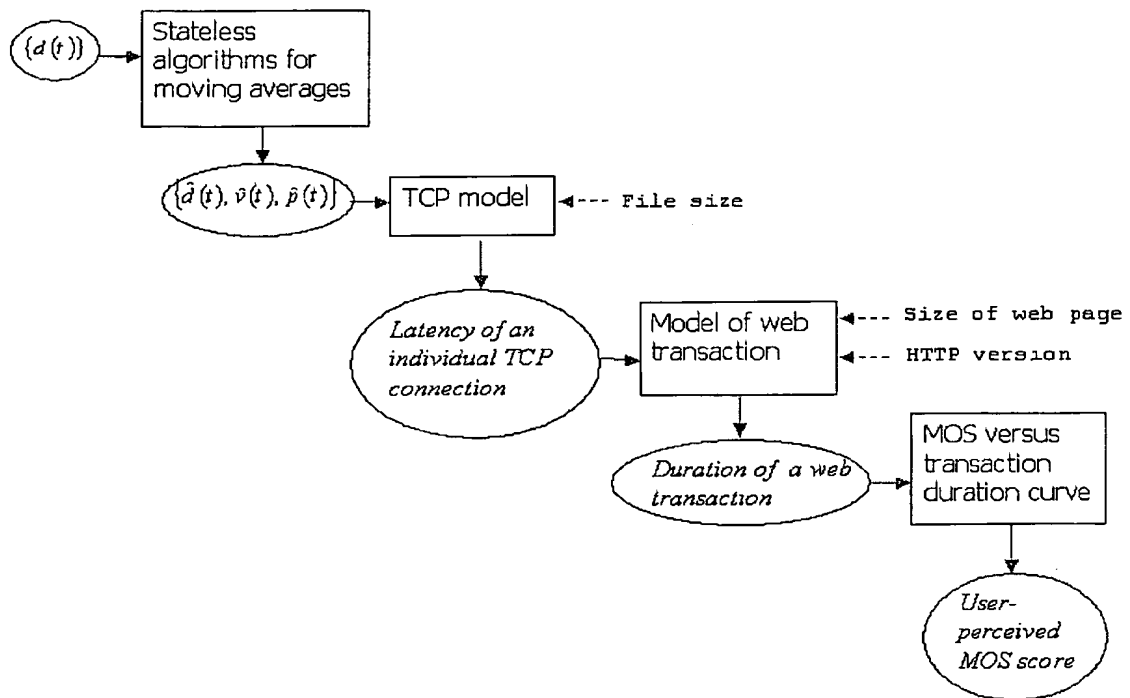 {d(t)}
Stateless
algorithms for
moving averages
{d̂(t), v̂(t), p̂(t)}
TCP model
File size
Latency of an
individual TCP
connection
Model of web
transaction
Size of web page
HTTP version
Duration of a web
transaction
MOS versus
transaction
duration curve
User-
perceived
MOS score